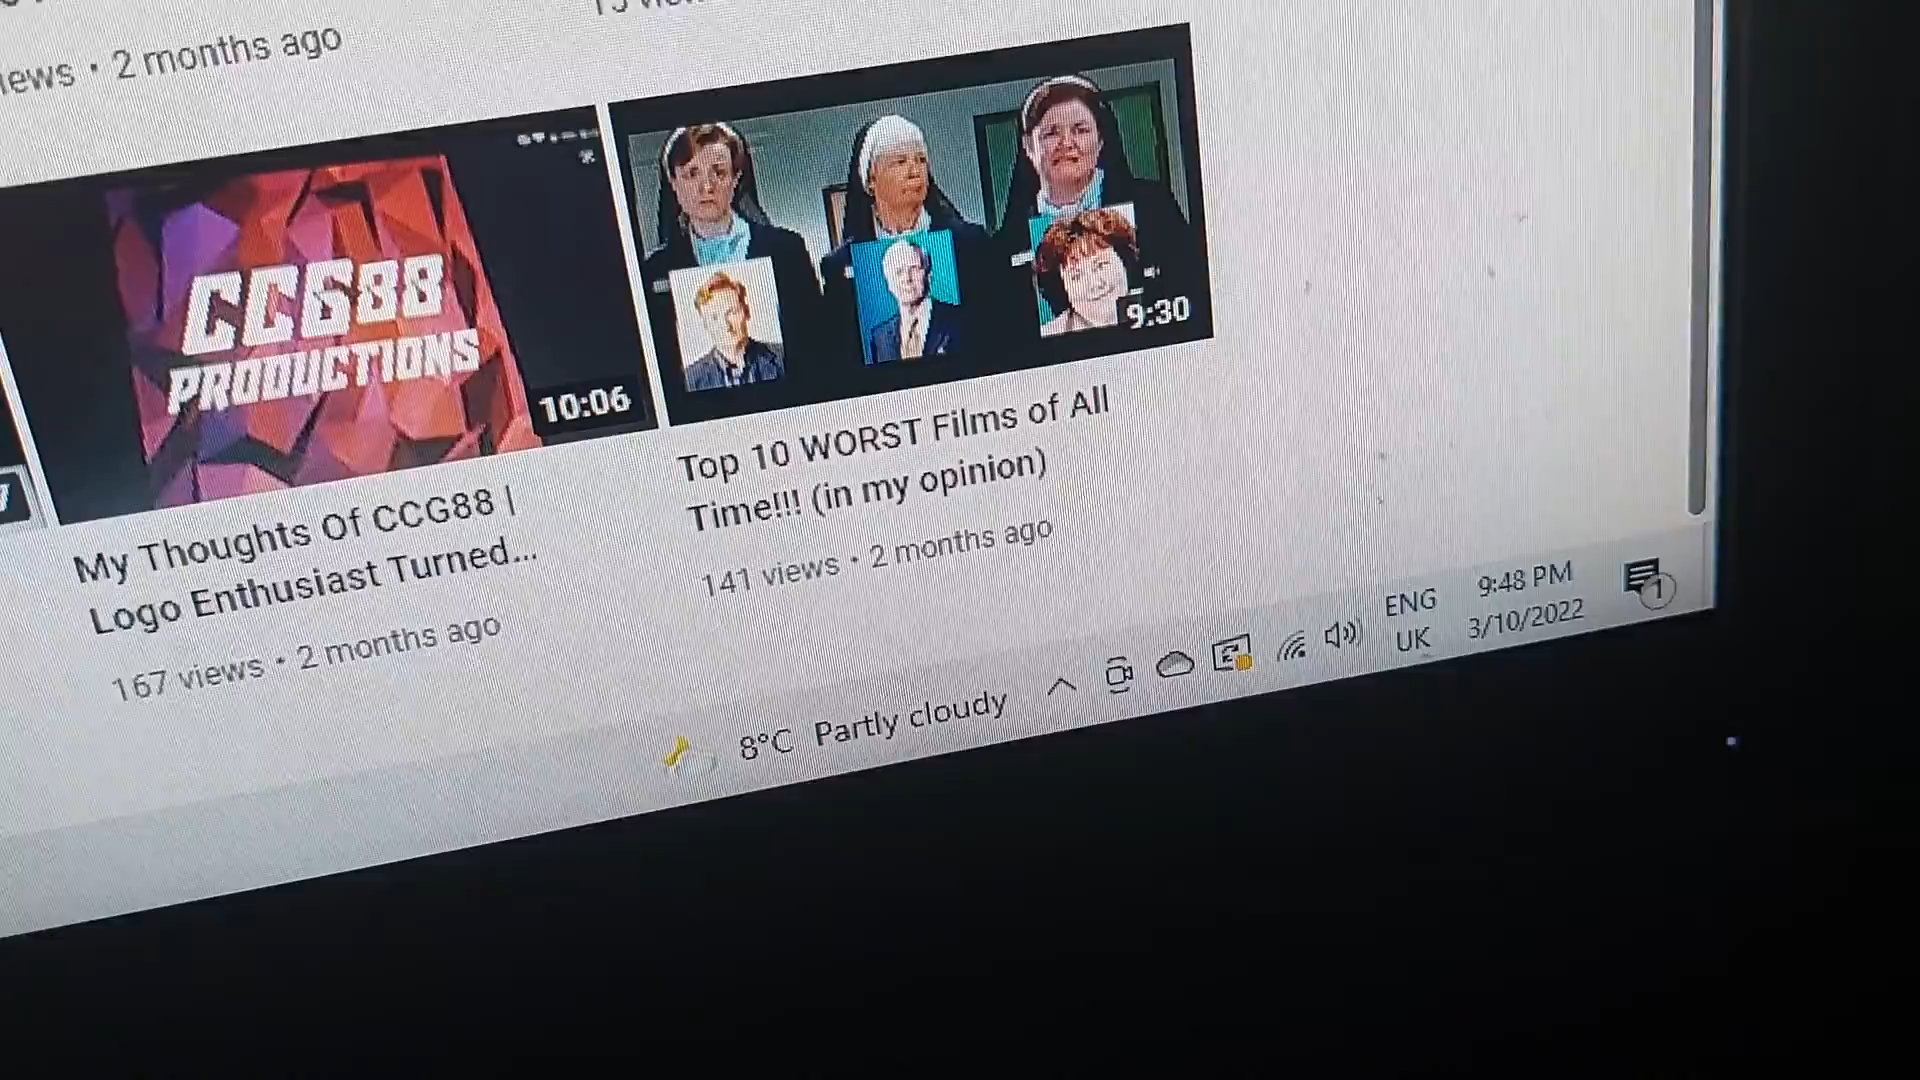 views • 2 months ago
CCG88
PRODUCTIONS
10:06
My Thoughts Of CCG88 |
Logo Enthusiast Turned...
167 views • 2 months ago
9:30
Top 10 WORST Films of All
Time!!! (in my opinion)
141 views • 2 months ago
8°C Partly cloudy
ENG
UK
9:48 PM
3/10/2022
1